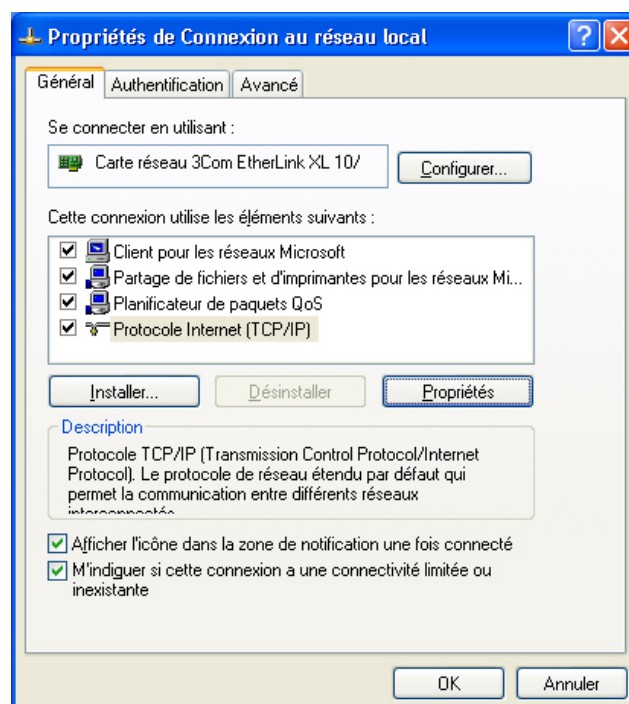 Propriétés de Connexion au réseau local
Général Authentification Avancé
Se connecter en utilisant :
Carte réseau 3Com EtherLink XL 10/ Configurer...
Cette connexion utilise les éléments suivants :
Client pour les réseaux Microsoft
Partage de fichiers et d'imprimantes pour les réseaux Mi...
Planificateur de paquets QoS
Protocole Internet (TCP/IP)
Installer... Désinstaller Propriétés
Description
Protocole TCP/IP (Transmission Control Protocol/Internet
Protocol). Le protocole de réseau étendu par défaut qui
permet la communication entre différents réseaux
interconnectés
Afficher l'icône dans la zone de notification une fois connecté
M'indiquer si cette connexion a une connectivité limitée ou
inexistante
OK Annuler